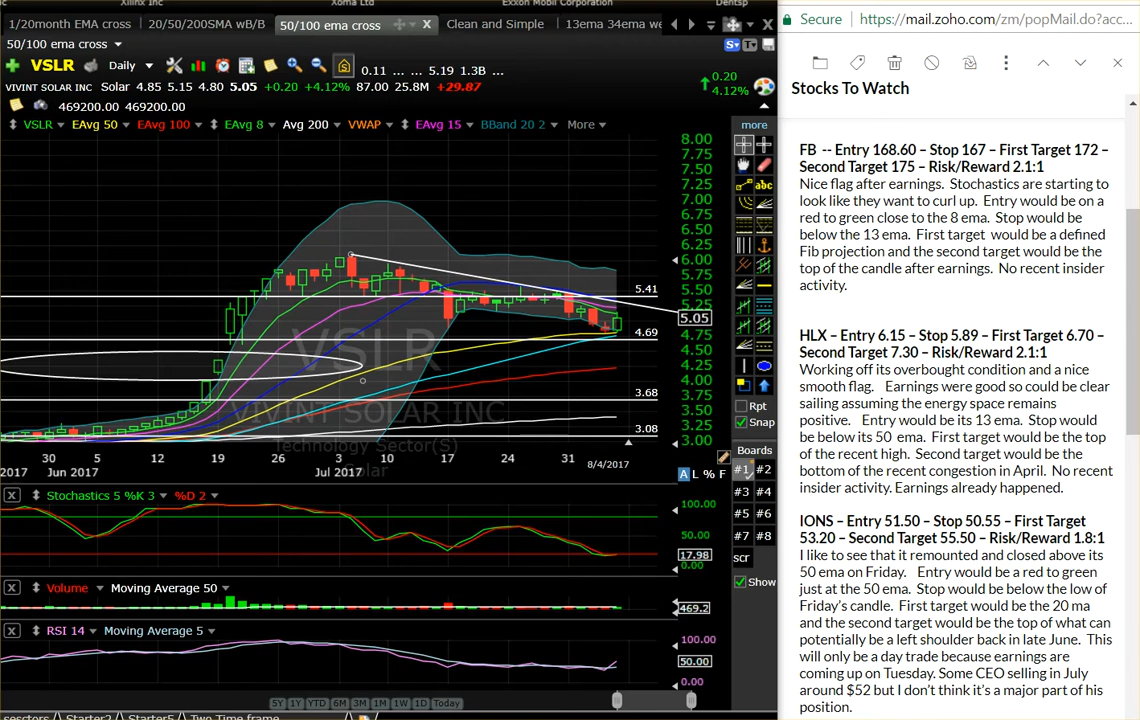 Xilinx Inc
Xoma Ltd
Exxon Mobil Corporation
Dentsp
1/20month EMA cross
20/50/200SMA wB/B
50/100 ema cross
Clean and Simple
13ema 34ema we
50/100 ema cross
VSLR
Daily
0.11 ... ... 5.19 1.3B ...
VIVINT SOLAR INC Solar 4.85 5.15 4.80 5.05 +0.20 +4.12% 87.00 25.8M +29.87
0.20
4.12%
469200.00 469200.00
VSLR
EAvg 50
EAvg 100
EAvg 8
Avg 200
VWAP
EAvg 15
BBand 20 2
More
more
8.00
7.75
7.50
7.25
7.00
6.75
6.50
6.25
6.00
5.75
5.50
5.41
5.25
5.05
4.69
4.50
4.25
4.00
3.75
3.68
3.50
3.25
3.08
3.00
VSLR
VIVINT SOLAR INC
Technology Sector(S)
Solar
abc
Rpt
Snap
Boards
#1 #2
#3 #4
#5 #6
#7 #8
scr
Show
30 5 12 19 26 3 10 17 24 31
2017 Jun 2017 Jul 2017 8/4/2017
A L % F
Stochastics 5 %K 3
%D 2
100.00
50.00
17.98
0.00
Volume
Moving Average 50
469.2
RSI 14
Moving Average 5
100.00
50.00
0.00
5Y 1Y YTD 6M 3M 1M 1W 1D Today
sesctors
Starter2
Starter5
Two Time frame
Secure
https://mail.zoho.com/zm/popMail.do?acc...
Stocks To Watch
FB -- Entry 168.60 – Stop 167 – First Target 172 –
Second Target 175 – Risk/Reward 2.1:1
Nice flag after earnings. Stochastics are starting to
look like they want to curl up. Entry would be on a
red to green close to the 8 ema. Stop would be
below the 13 ema. First target would be a defined
Fib projection and the second target would be the
top of the candle after earnings. No recent insider
activity.
HLX – Entry 6.15 – Stop 5.89 – First Target 6.70 –
Second Target 7.30 – Risk/Reward 2.1:1
Working off its overbought condition and a nice
smooth flag. Earnings were good so could be clear
sailing assuming the energy space remains
positive. Entry would be its 13 ema. Stop would
be below its 50 ema. First target would be the top
of the recent high. Second target would be the
bottom of the recent congestion in April. No recent
insider activity. Earnings already happened.
IONS – Entry 51.50 – Stop 50.55 – First Target
53.20 – Second Target 55.50 – Risk/Reward 1.8:1
I like to see that it remounted and closed above its
50 ema on Friday. Entry would be a red to green
just at the 50 ema. Stop would be below the low of
Friday's candle. First target would be the 20 ma
and the second target would be the top of what can
potentially be a left shoulder back in late June. This
will only be a day trade because earnings are
coming up on Tuesday. Some CEO selling in July
around $52 but I don't think it's a major part of his
position.